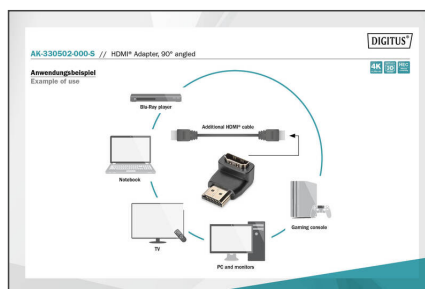 DIGITUS®
AK-330502-000-S // HDMI® Adapter, 90° angled
4K
3D
HEC
Anwendungsbeispiel
Example of use
Blu-Ray player
Additional HDMI® cable
Notebook
Gaming console
TV
PC and monitors